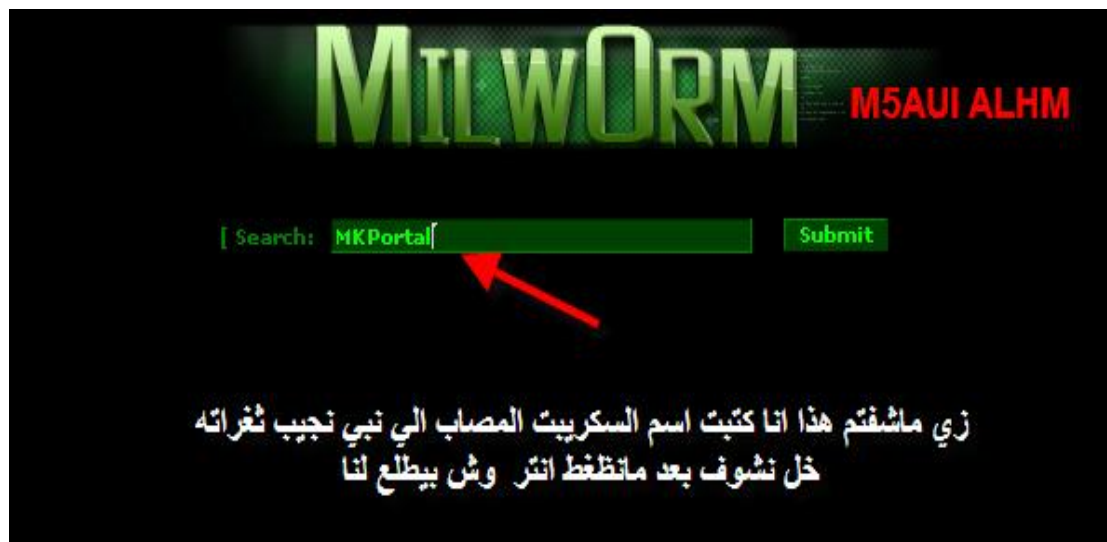 MILWORM
M5AUI ALHM
[ Search: MKPortal Submit
زي ماشفتم هذا انا كتبت اسم السكريبت المصاب الي نبي نجيب ثغراته
خل نشوف بعد مانظغط انتر وش بيطلع لنا